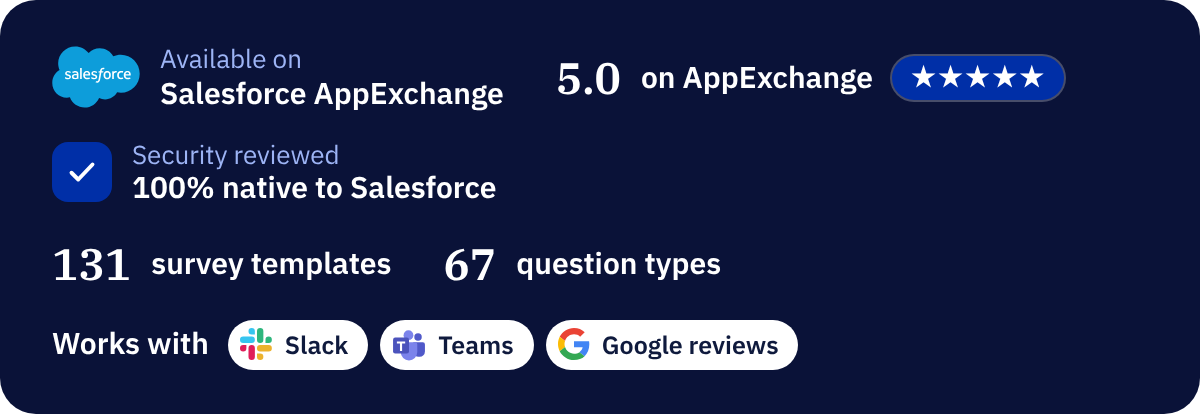 salesforce
Available on
Salesforce AppExchange
5.0 on AppExchange ★★★★★
Security reviewed
100% native to Salesforce
131 survey templates
67 question types
Works with
Slack
Teams
Google reviews